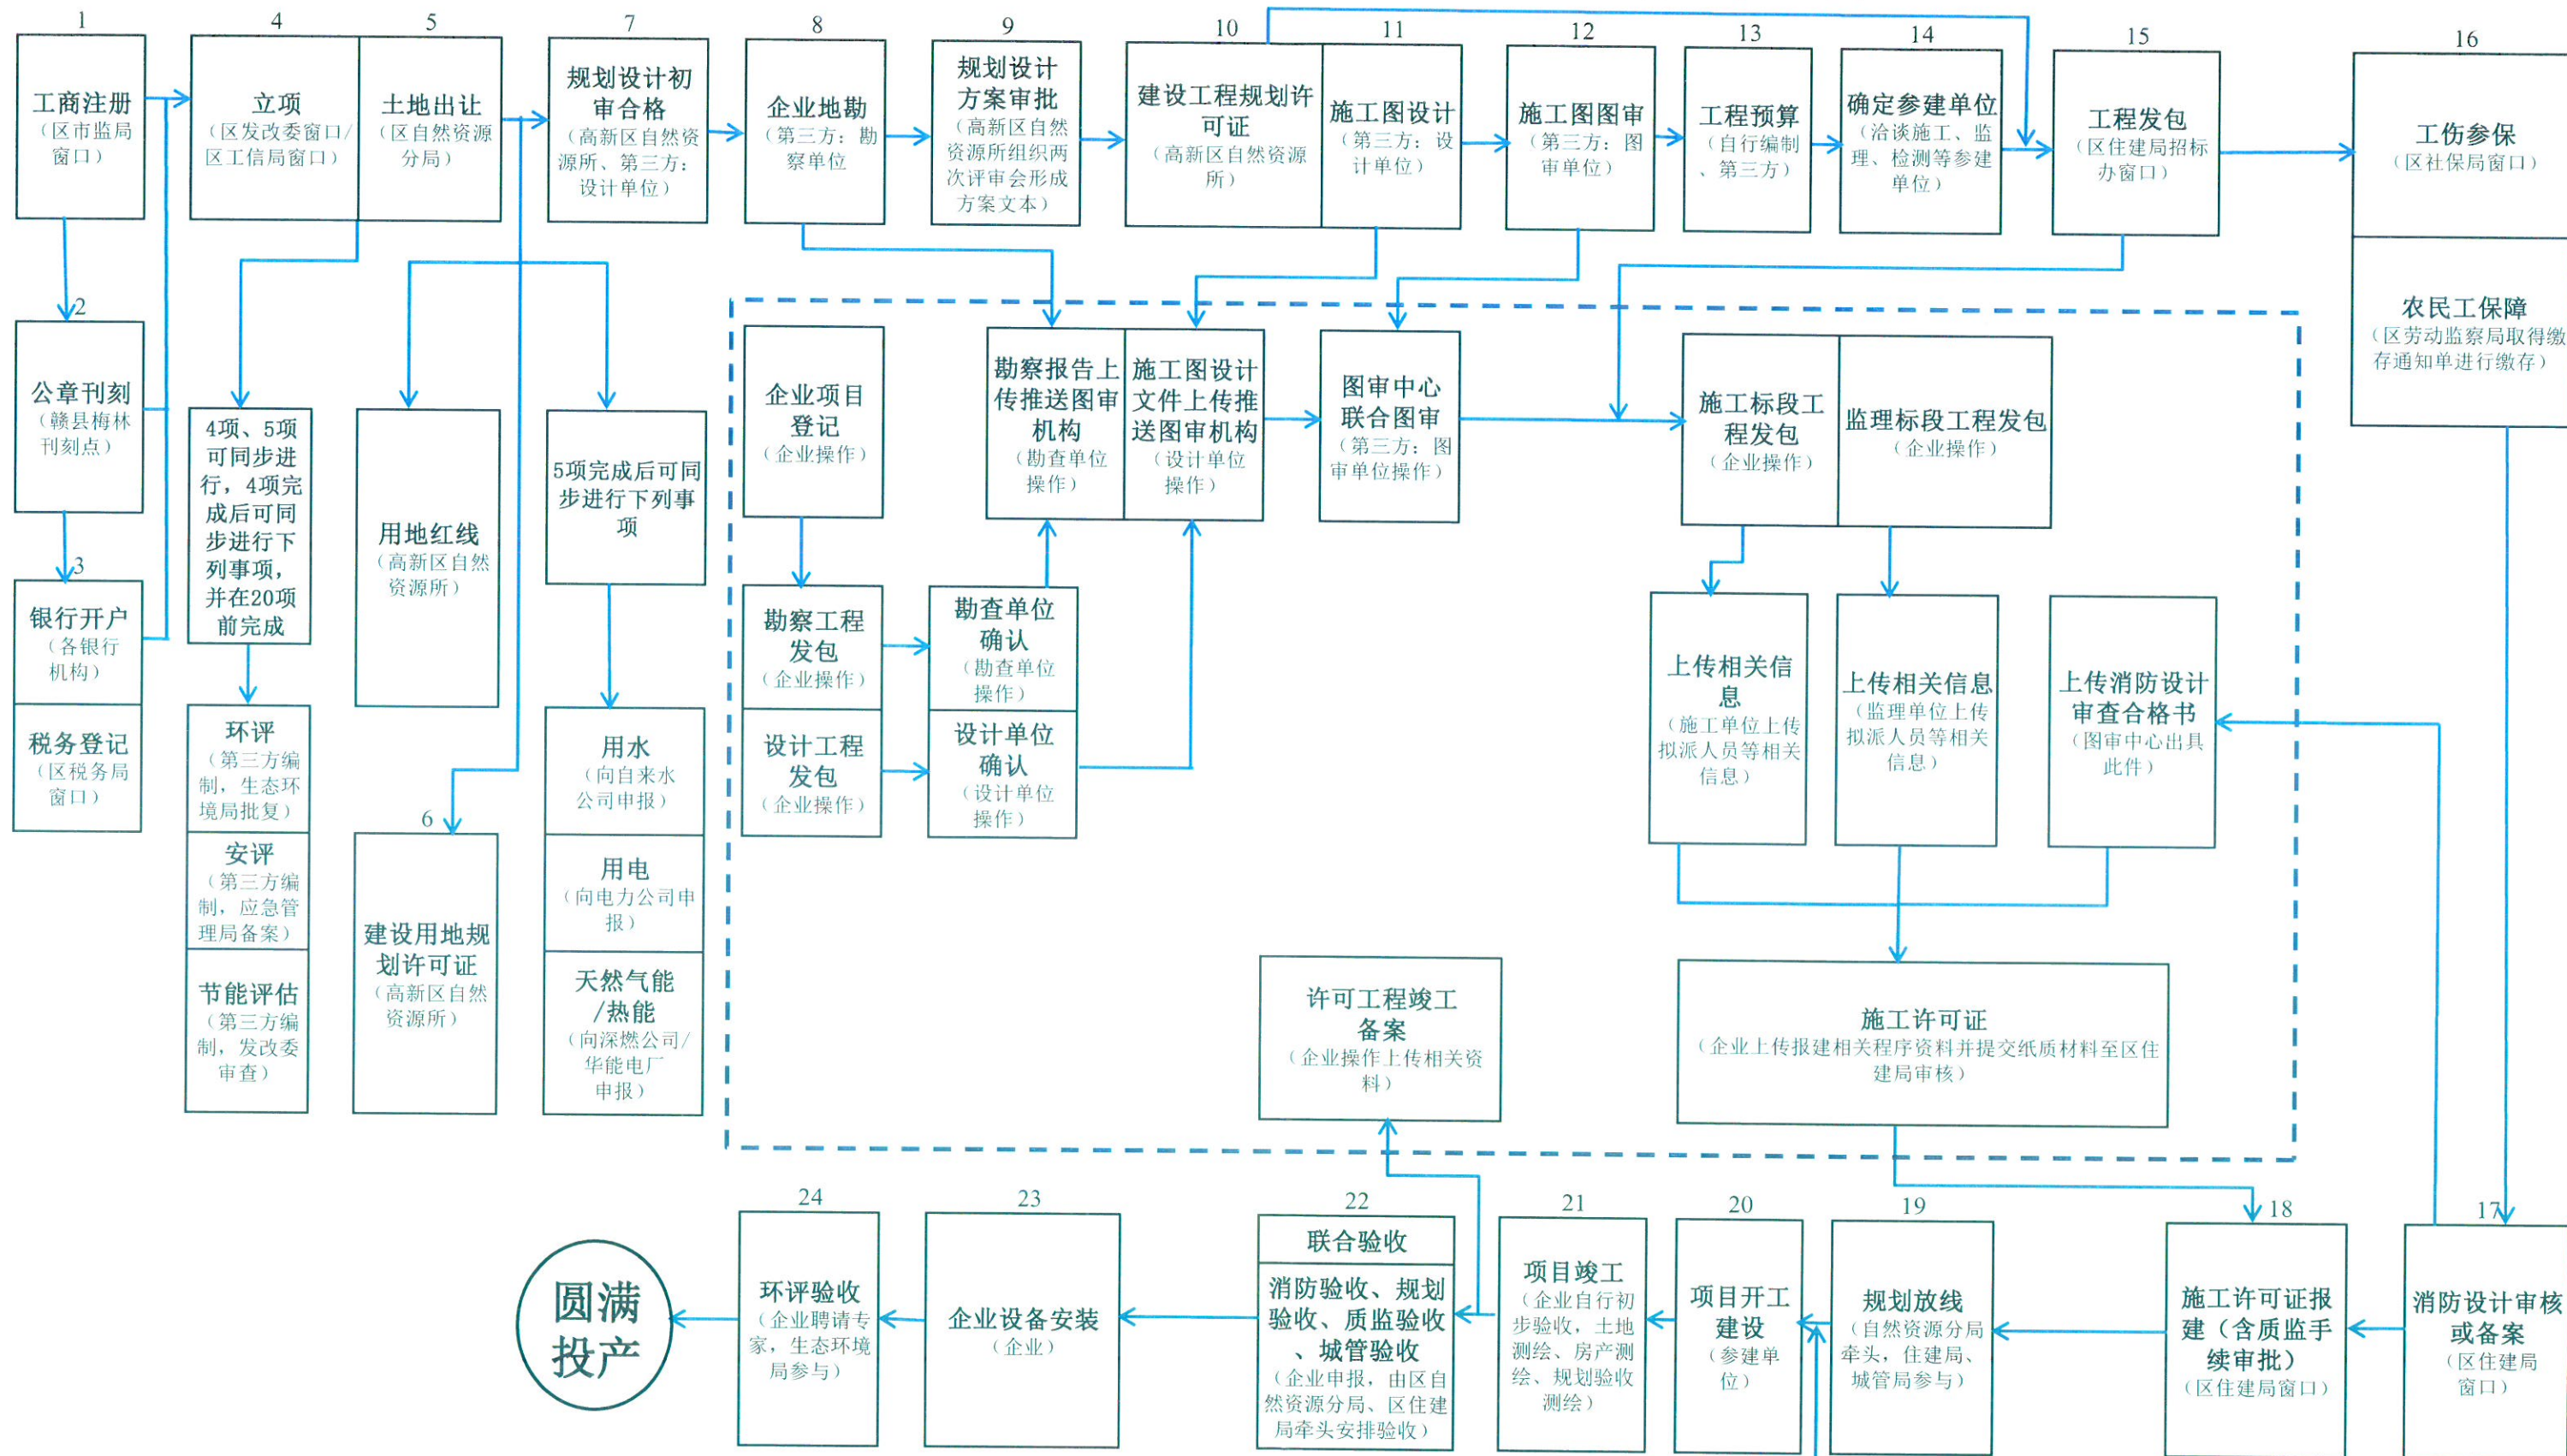 1
工商注册
（区市监局
窗口）
2
公章刊刻
（赣县梅林
刊刻点）
3
银行开户
（各银行
机构）
税务登记
（区税务局
窗口）
4
立项
（区发改委窗口/
区工信局窗口）
5
土地出让
（区自然资源
分局）
4项、5项
可同步进
行，4项完
成后可同
步进行下
列事项，
并在20项
前完成
环评
（第三方编
制，生态环
境局批复）
安评
（第三方编
制，应急管
理局备案）
节能评估
（第三方编
制，发改委
审查）
用地红线
（高新区自然
资源所）
6
建设用地规
划许可证
（高新区自然
资源所）
5项完成后可同
步进行下列事
项
用水
（向自来水
公司申报）
用电
（向电力公司申
报）
天然气能
/热能
（向深燃公司/
华能电厂
申报）
7
规划设计初
审合格
（高新区自然资
源所、第三方：
设计单位）
8
企业地勘
（第三方：勘
察单位
9
规划设计
方案审批
（高新区自然
资源所组织两
次评审会形成
方案文本）
10
建设工程规划许
可证
（高新区自然资源
所）
11
施工图设计
（第三方：设
计单位）
12
施工图图审
（第三方：图
审单位）
13
工程预算
（自行编制
、第三方）
14
确定参建单位
（洽谈施工、监
理、检测等参建
单位）
15
工程发包
（区住建局招标
办窗口）
16
工伤参保
（区社保局窗口）
农民工保障
（区劳动监察局取得缴
存通知单进行缴存）
企业项目
登记
（企业操作）
勘察工程
发包
（企业操作）
设计工程
发包
（企业操作）
勘查单位
确认
（勘查单位
操作）
设计单位
确认
（设计单位
操作）
勘察报告上
传推送图审
机构
（勘查单位
操作）
施工图设计
文件上传推
送图审机构
（设计单位
操作）
图审中心
联合图审
（第三方：图
审单位操作）
施工标段工
程发包
（企业操作）
监理标段工程发包
（企业操作）
上传相关信
息
（施工单位上传
拟派人员等相关
信息）
上传相关信息
（监理单位上传
拟派人员等相关
信息）
上传消防设计
审查合格书
（图审中心出具
此件）
许可工程竣工
备案
（企业操作上传相关资
料）
施工许可证
（企业上传报建相关程序资料并提交纸质材料至区住
建局审核）
17
消防设计审核
或备案
（区住建局
窗口）
18
施工许可证报
建（含质监手
续审批）
（区住建局窗口）
19
规划放线
（自然资源分局
牵头，住建局、
城管局参与）
20
项目开工
建设
（参建单
位）
21
项目竣工
（企业自行初
步验收，土地
测绘、房产测
绘、规划验收
测绘）
22
联合验收
消防验收、规划
验收、质监验收
、城管验收
（企业申报，由区自
然资源分局、区住建
局牵头安排验收）
23
企业设备安装
（企业）
24
环评验收
（企业聘请专
家，生态环境
局参与）
圆满
投产